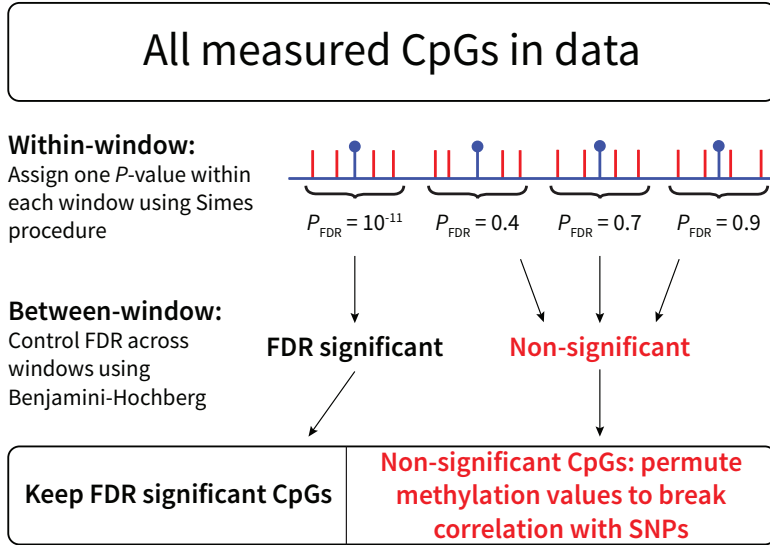 All measured CpGs in data
Within-window:
Assign one P-value within
each window using Simes
procedure
P_FDR = 10^-11
P_FDR = 0.4
P_FDR = 0.7
P_FDR = 0.9
Between-window:
Control FDR across
windows using
Benjamini-Hochberg
FDR significant
Non-significant
Keep FDR significant CpGs
Non-significant CpGs: permute
methylation values to break
correlation with SNPs